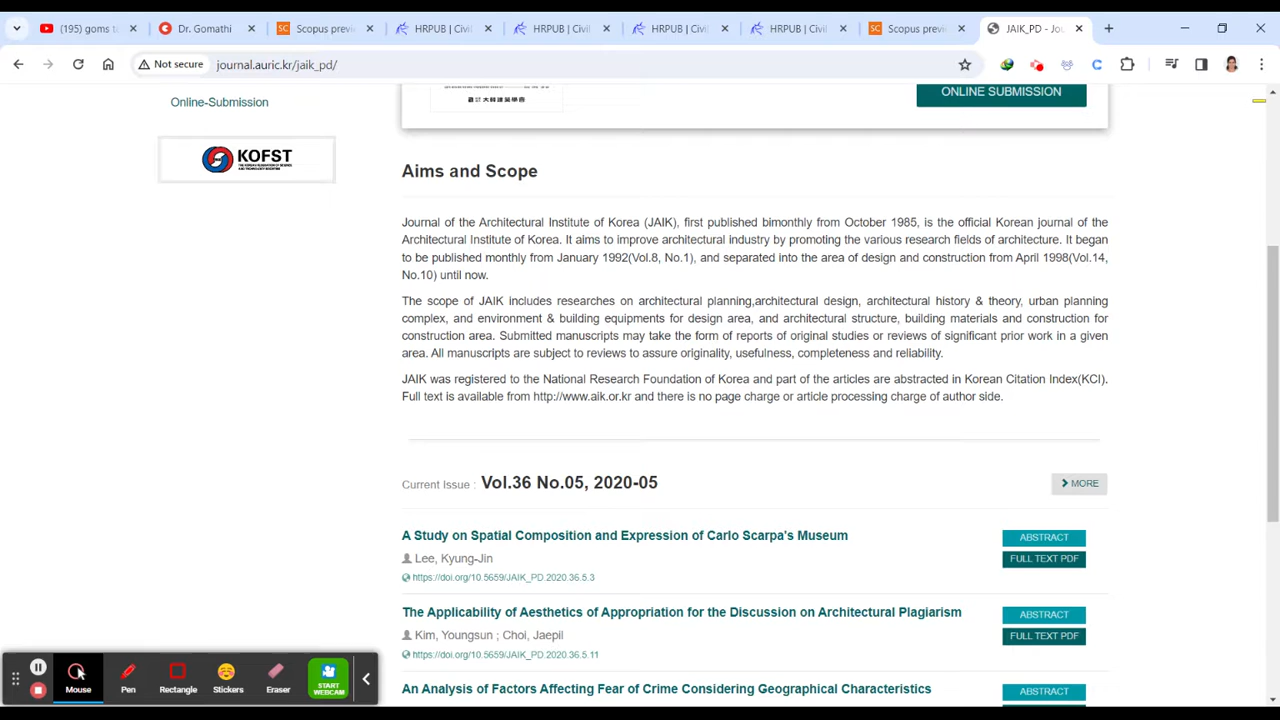 (195) goms to
Dr. Gomathi
Scopus previ
HRPUB | Civil
HRPUB | Civil
HRPUB | Civil
HRPUB | Civil
Scopus previ
JAIK_PD - Jou
Not secure
journal.auric.kr/jaik_pd/
Online-Submission
KOFST
ONLINE SUBMISSION
Aims and Scope
Journal of the Architectural Institute of Korea (JAIK), first published bimonthly from October 1985, is the official Korean journal of the
Architectural Institute of Korea. It aims to improve architectural industry by promoting the various research fields of architecture. It began
to be published monthly from January 1992(Vol.8, No.1), and separated into the area of design and construction from April 1998(Vol.14,
No.10) until now.
The scope of JAIK includes researches on architectural planning,architectural design, architectural history & theory, urban planning
complex, and environment & building equipments for design area, and architectural structure, building materials and construction for
construction area. Submitted manuscripts may take the form of reports of original studies or reviews of significant prior work in a given
area. All manuscripts are subject to reviews to assure originality, usefulness, completeness and reliability.
JAIK was registered to the National Research Foundation of Korea and part of the articles are abstracted in Korean Citation Index(KCI).
Full text is available from http://www.aik.or.kr and there is no page charge or article processing charge of author side.
Current Issue : Vol.36 No.05, 2020-05
MORE
A Study on Spatial Composition and Expression of Carlo Scarpa's Museum
ABSTRACT
Lee, Kyung-Jin
FULL TEXT PDF
https://doi.org/10.5659/JAIK_PD.2020.36.5.3
The Applicability of Aesthetics of Appropriation for the Discussion on Architectural Plagiarism
ABSTRACT
Kim, Youngsun ; Choi, Jaepil
FULL TEXT PDF
https://doi.org/10.5659/JAIK_PD.2020.36.5.11
An Analysis of Factors Affecting Fear of Crime Considering Geographical Characteristics
ABSTRACT
Mouse
Pen
Rectangle
Stickers
Eraser
START
WEBCAM